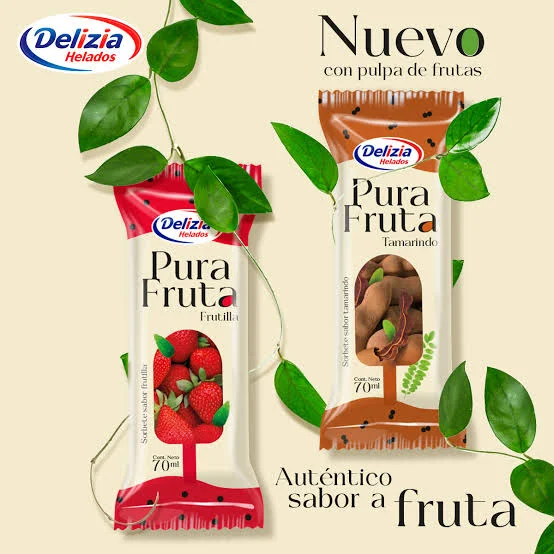 Delizia
Helados
Nuevo
con pulpa de frutas
Delizia
Helados
Pura
Fruta
Frutilla
Sorbete sabor frutilla
Cont. Neto
70ml
Delizia
Helados
Pura
Fruta
Tamarindo
Sorbete sabor tamarindo
Cont. Neto
70ml
Auténtico
sabor a
fruta